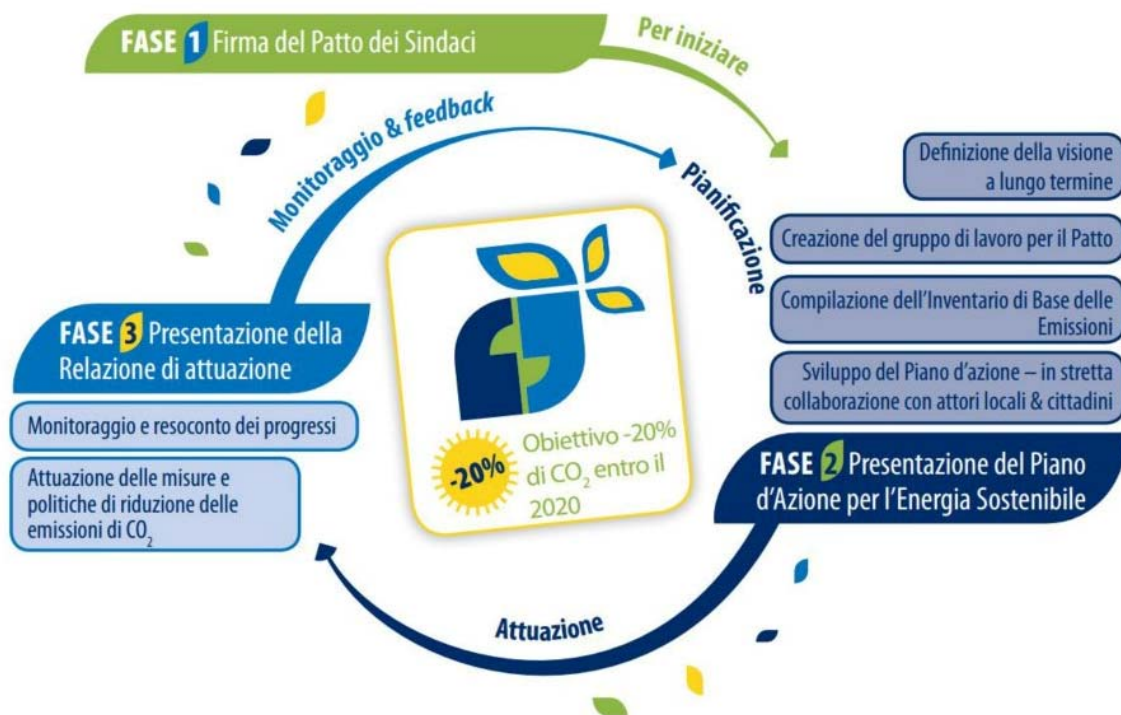 FASE 1 Firma del Patto dei Sindaci
Per iniziare
Monitoraggio & feedback
Pianificazione
Definizione della visione
a lungo termine
Creazione del gruppo di lavoro per il Patto
Compilazione dell'Inventario di Base delle
Emissioni
Sviluppo del Piano d'azione – in stretta
collaborazione con attori locali & cittadini
FASE 2 Presentazione del Piano
d'Azione per l'Energia Sostenibile
Attuazione
FASE 3 Presentazione della
Relazione di attuazione
Monitoraggio e resoconto dei progressi
Attuazione delle misure e
politiche di riduzione delle
emissioni di CO₂
-20%
Obiettivo -20%
di CO₂ entro il
2020